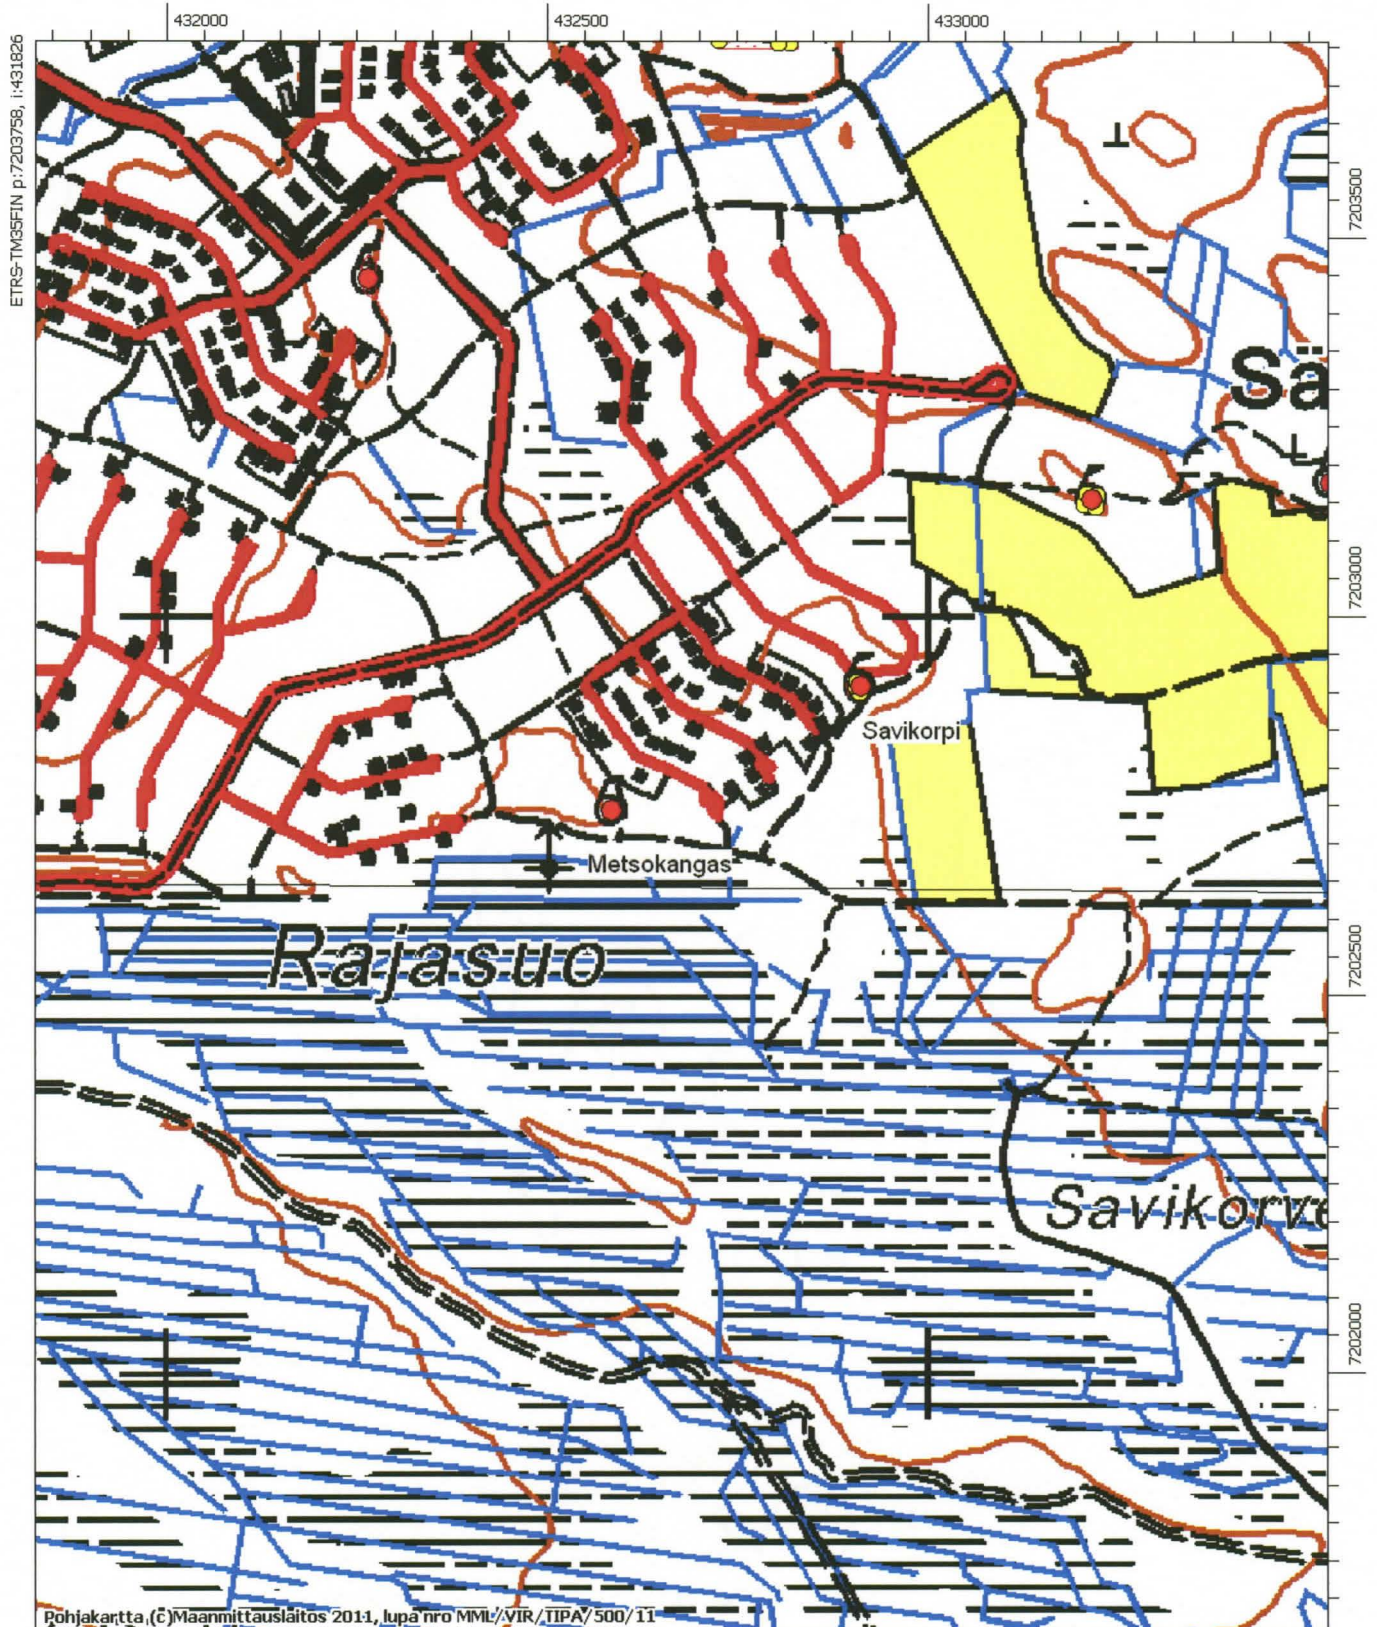 432000
432500
433000
ETRS-TM35FIN p:7203758, i:431826
7203500
Sä
7203000
Savikorpi
Metsokangas
Rajasuo
7202500
Savikorve
7202000
Pohjakartta (c)Maanmittauslaitos 2011, lupa nro MML/VIR/TIPA/500/11